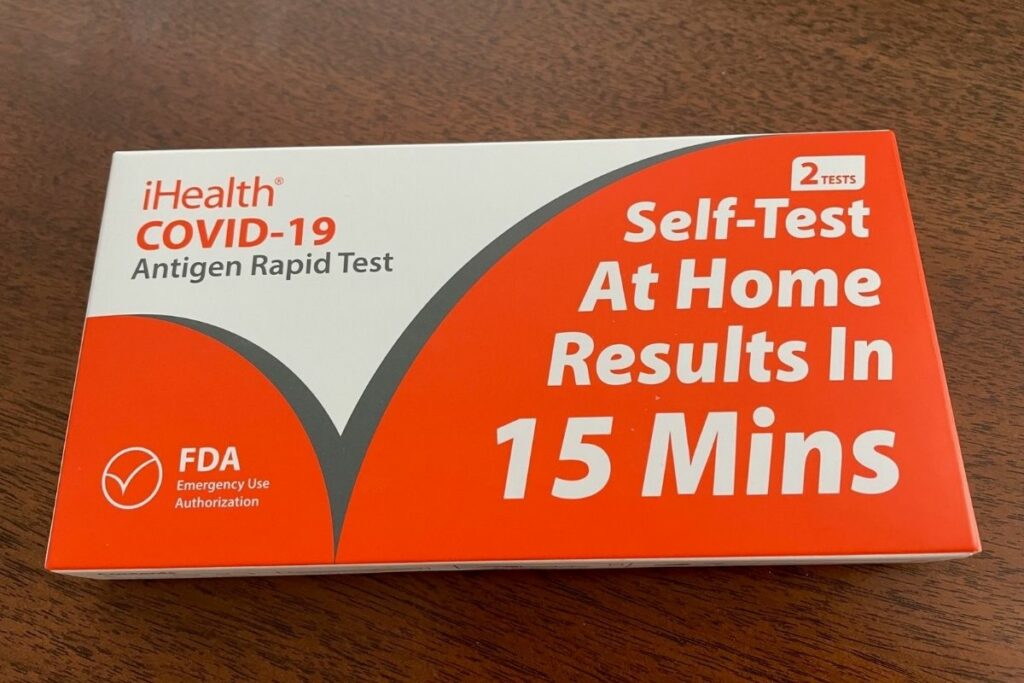 iHealth®
COVID-19
Antigen Rapid Test
2 TESTS
Self-Test
At Home
Results In
15 Mins
FDA
Emergency Use
Authorization